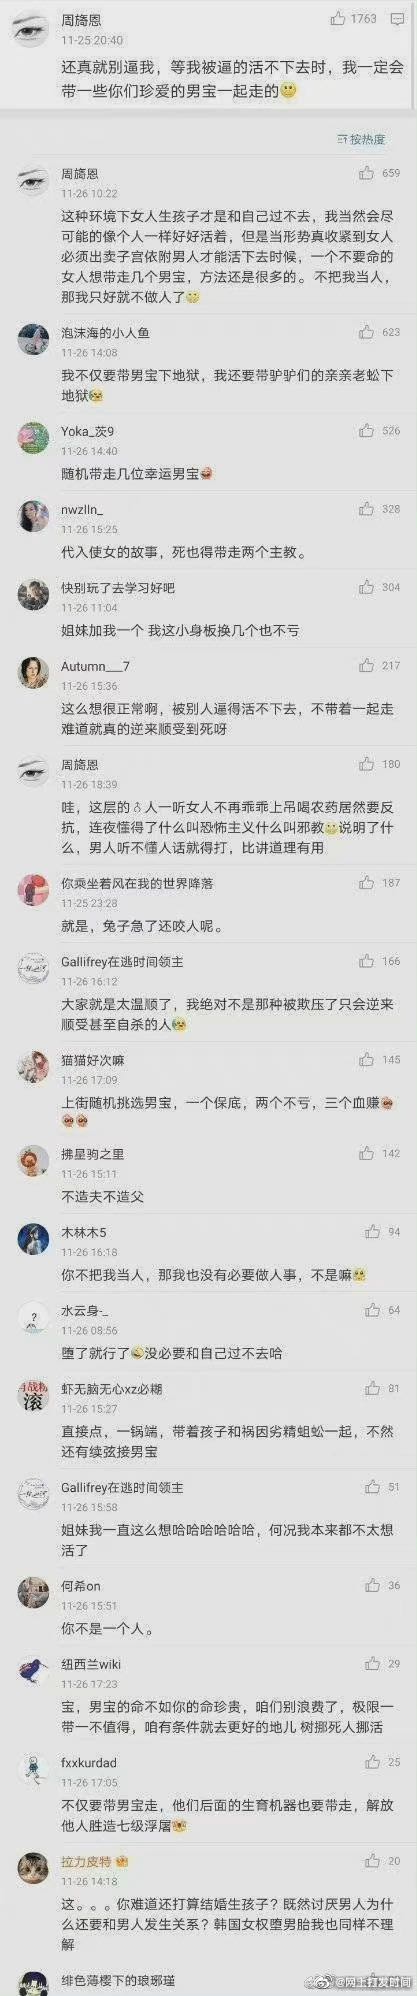 周旖恩
1763
11-25 20:40
还真就别逼我，等我被逼的活不下去时，我一定会
带一些你们珍爱的男宝一起走的
按热度
周旖恩
659
11-26 10:22
这种环境下女人生孩子才是和自己过不去，我当然会尽
可能的像个人一样好好活着，但是当形势真收紧到女人
必须出卖子宫依附男人才能活下去时候，一个不要命的
女人想带走几个男宝，方法还是很多的。不把我当人，
那我只好就不做人了
泡沫海的小人鱼
623
11-26 14:08
我不仅要带男宝下地狱，我还要带驴驴们的亲亲老蚣下
地狱
Yoka_茨9
526
11-26 14:40
随机带走几位幸运男宝
nwzlln_
328
11-26 15:25
代入使女的故事，死也得带走两个主教。
快别玩了去学习好吧
304
11-26 11:04
姐妹加我一个 我这小身板换几个也不亏
Autumn___7
217
11-26 15:36
这么想很正常啊，被别人逼得活不下去，不带着一起走
难道就真的逆来顺受到死呀
周旖恩
180
11-26 18:39
哇，这层的♂人一听女人不再乖乖上吊喝农药居然要反
抗，连夜懂得了什么叫恐怖主义什么叫邪教 说明了什
么，男人听不懂人话就得打，比讲道理有用
你乘坐着风在我的世界降落
187
11-25 23:28
就是，兔子急了还咬人呢。
Gallifrey在逃时间领主
166
11-26 16:12
大家就是太温顺了，我绝对不是那种被欺压了只会逆来
顺受甚至自杀的人
猫猫好次嘛
145
11-26 17:09
上街随机挑选男宝，一个保底，两个不亏，三个血赚
拂星驹之里
142
11-26 15:11
不造夫不造父
木林木5
94
11-26 16:18
你不把我当人，那我也没有必要做人事，不是嘛
水云身-_
64
11-26 08:56
堕了就行了 没必要和自己过不去哈
虾无脑无心xz必糊
81
11-26 15:27
直接点，一锅端，带着孩子和祸因劣精蛆蚣一起，不然
还有续弦接男宝
Gallifrey在逃时间领主
51
11-26 15:58
姐妹我一直这么想哈哈哈哈哈哈，何况我本来都不太想
活了
何希on
36
11-26 15:51
你不是一个人。
纽西兰wiki
29
11-26 17:23
宝，男宝的命不如你的命珍贵，咱们别浪费了，极限一
带一不值得，咱有条件就去更好的地儿 树挪死人挪活
fxxkurdad
25
11-26 17:05
不仅要带男宝走，他们后面的生育机器也要带走，解放
他人胜造七级浮屠
拉力皮特
20
11-26 14:18
这。。。你难道还打算结婚生孩子？既然讨厌男人为什
么还要和男人发生关系？韩国女权堕男胎我也同样不理
解
绯色薄樱下的琅琊瑾
@网主打发时间